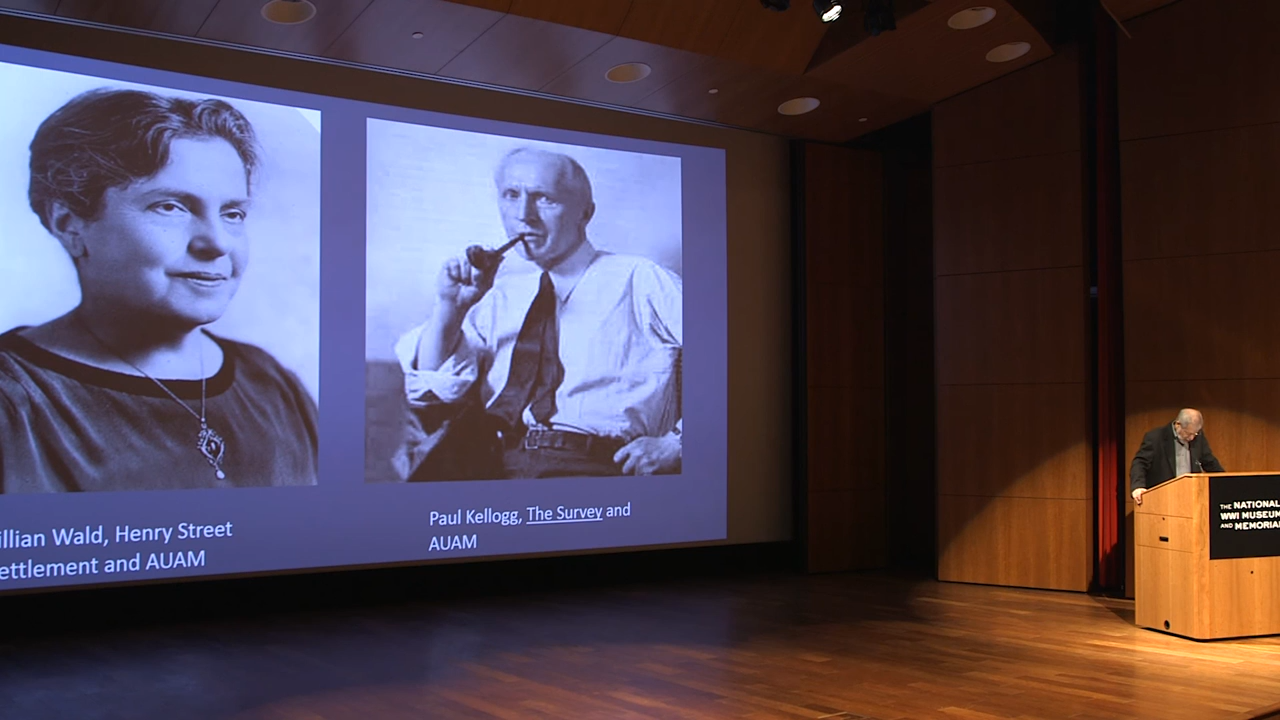 illian Wald, Henry Street
ettlement and AUAM
Paul Kellogg, The Survey and
AUAM
THE NATIONAL
WWI MUSEUM
AND MEMORIAL